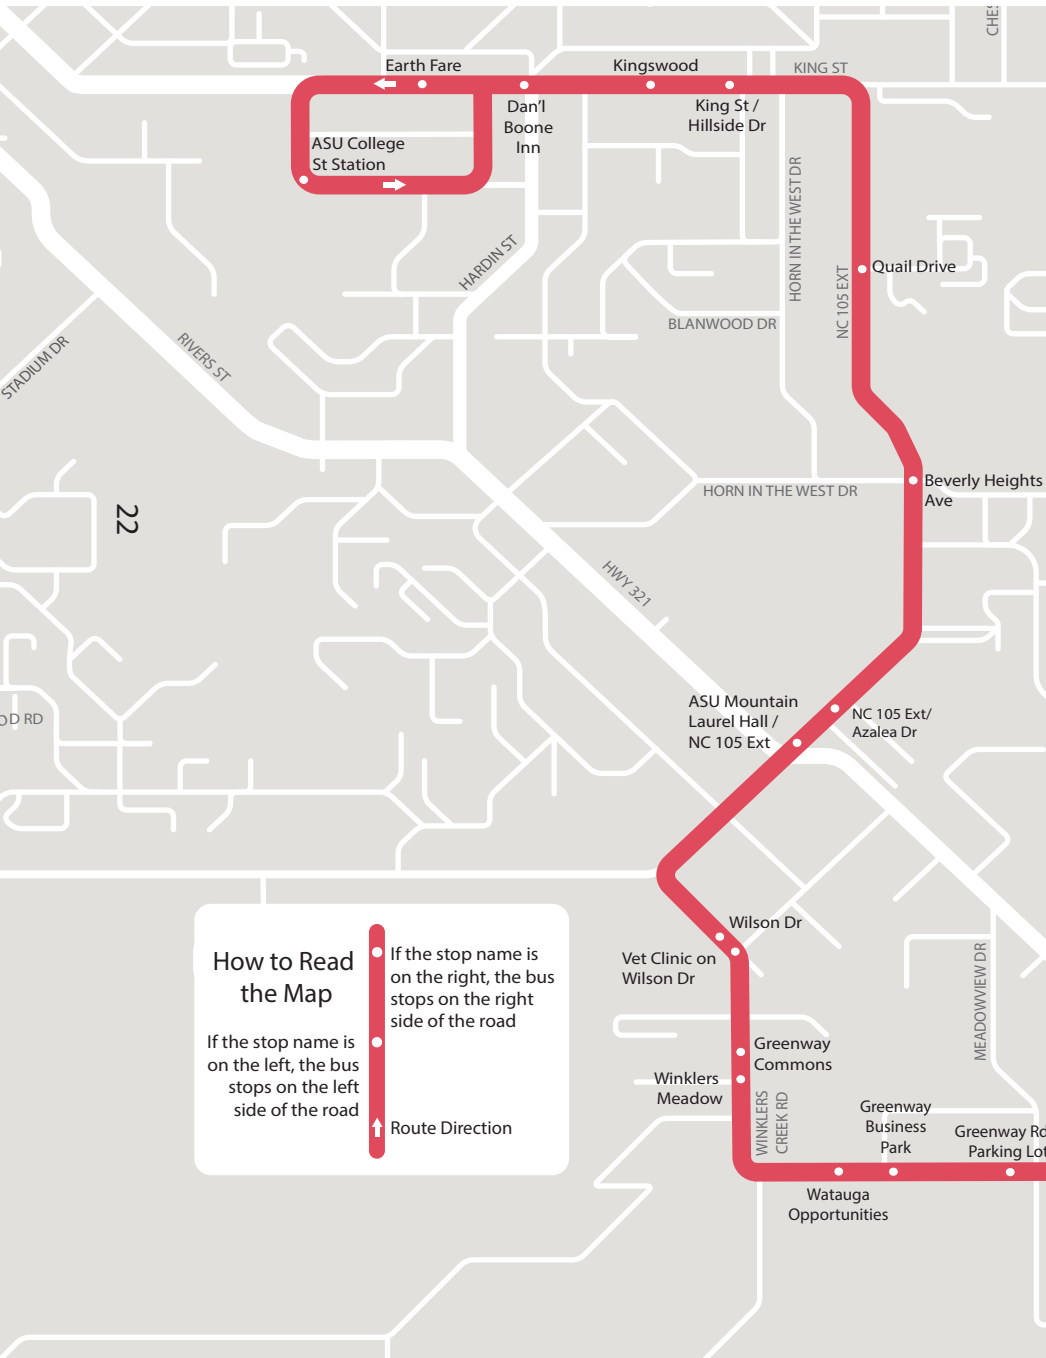 CHES
Earth Fare
Kingswood
KING ST
Dan'l
Boone
Inn
King St /
Hillside Dr
ASU College
St Station
HORN IN THE WEST DR
HARDIN ST
NC 105 EXT
Quail Drive
BLANWOOD DR
STADIUM DR
RIVERS ST
HORN IN THE WEST DR
Beverly Heights
Ave
22
HWY 321
ASU Mountain
Laurel Hall /
NC 105 Ext
NC 105 Ext/
Azalea Dr
OD RD
Wilson Dr
Vet Clinic on
Wilson Dr
MEADOWVIEW DR
How to Read
the Map
If the stop name is
on the right, the bus
stops on the right
side of the road
If the stop name is
on the left, the bus
stops on the left
side of the road
Route Direction
Greenway
Commons
Winklers
Meadow
WINKLERS
CREEK RD
Greenway
Business
Park
Greenway Rd
Parking Lot
Watauga
Opportunities